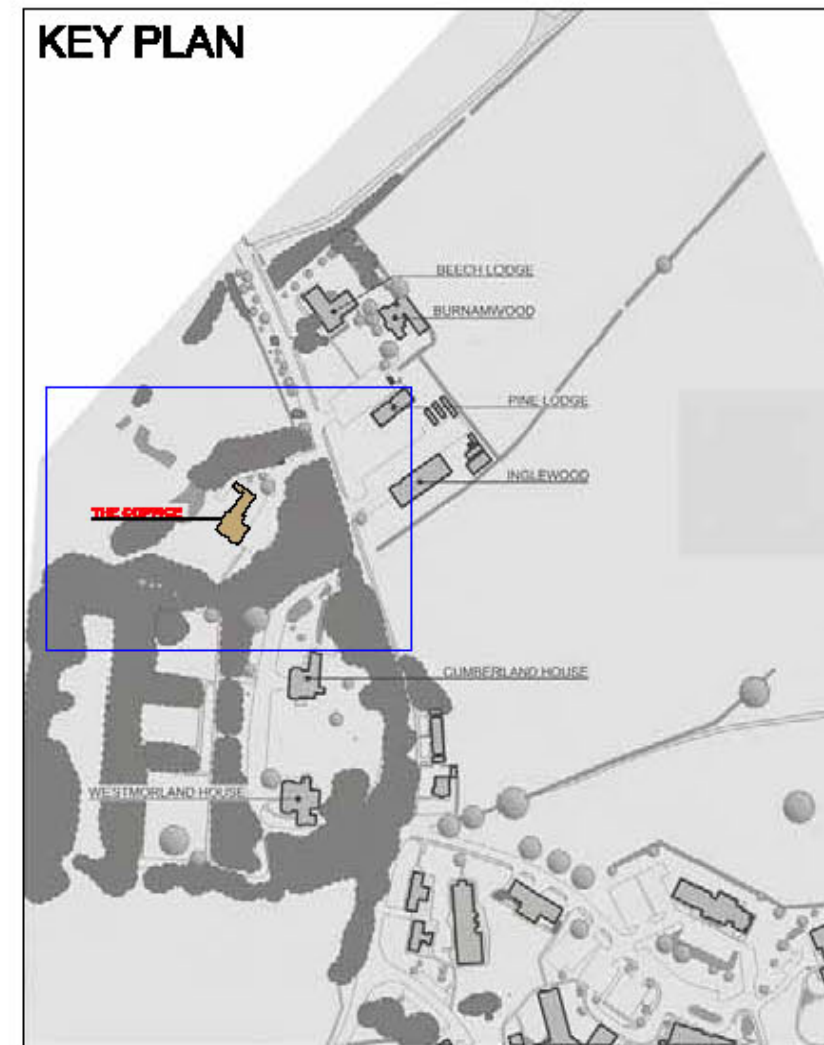 KEY PLAN
BEECH LODGE
BURNAMWOOD
PINE LODGE
INGLEWOOD
THE COPPICE
CUMBERLAND HOUSE
WESTMORLAND HOUSE